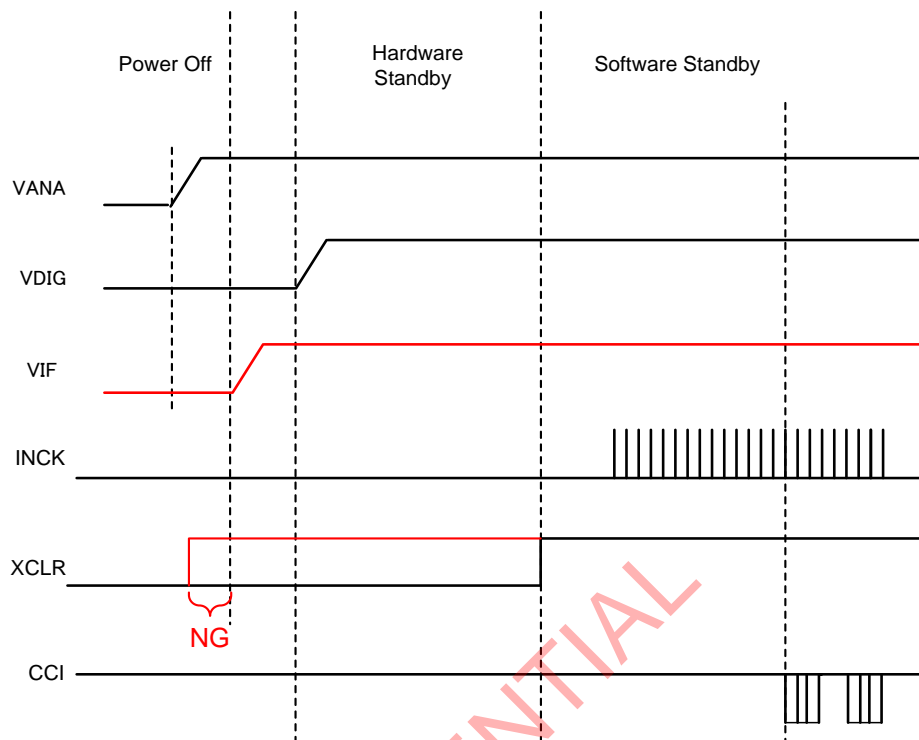 Power Off
Hardware
Standby
Software Standby
VANA
VDIG
VIF
INCK
XCLR
NG
CCI